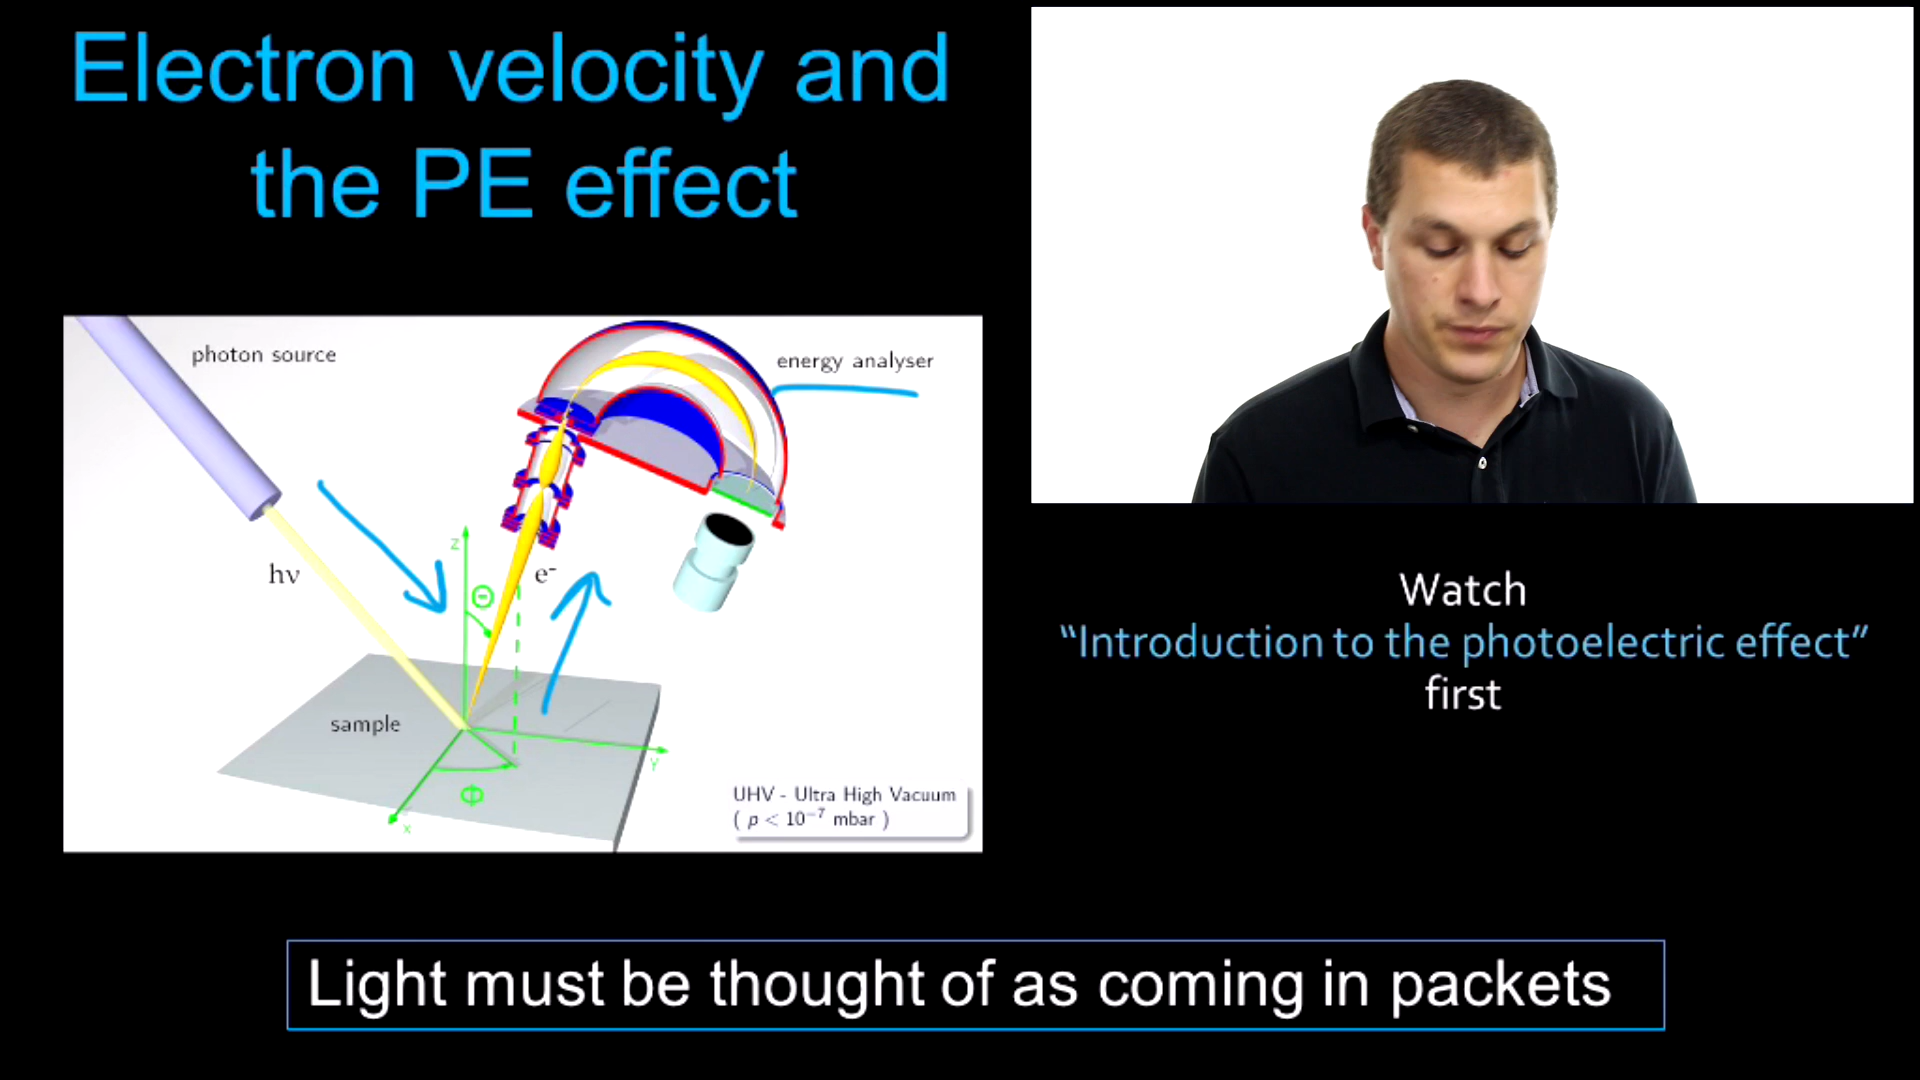 Electron velocity and
the PE effect
photon source
energy analyser
hν
z
Θ
e⁻
sample
Y
Φ
x
UHV - Ultra High Vacuum
( p < 10⁻⁷ mbar )
Watch
“Introduction to the photoelectric effect”
first
Light must be thought of as coming in packets